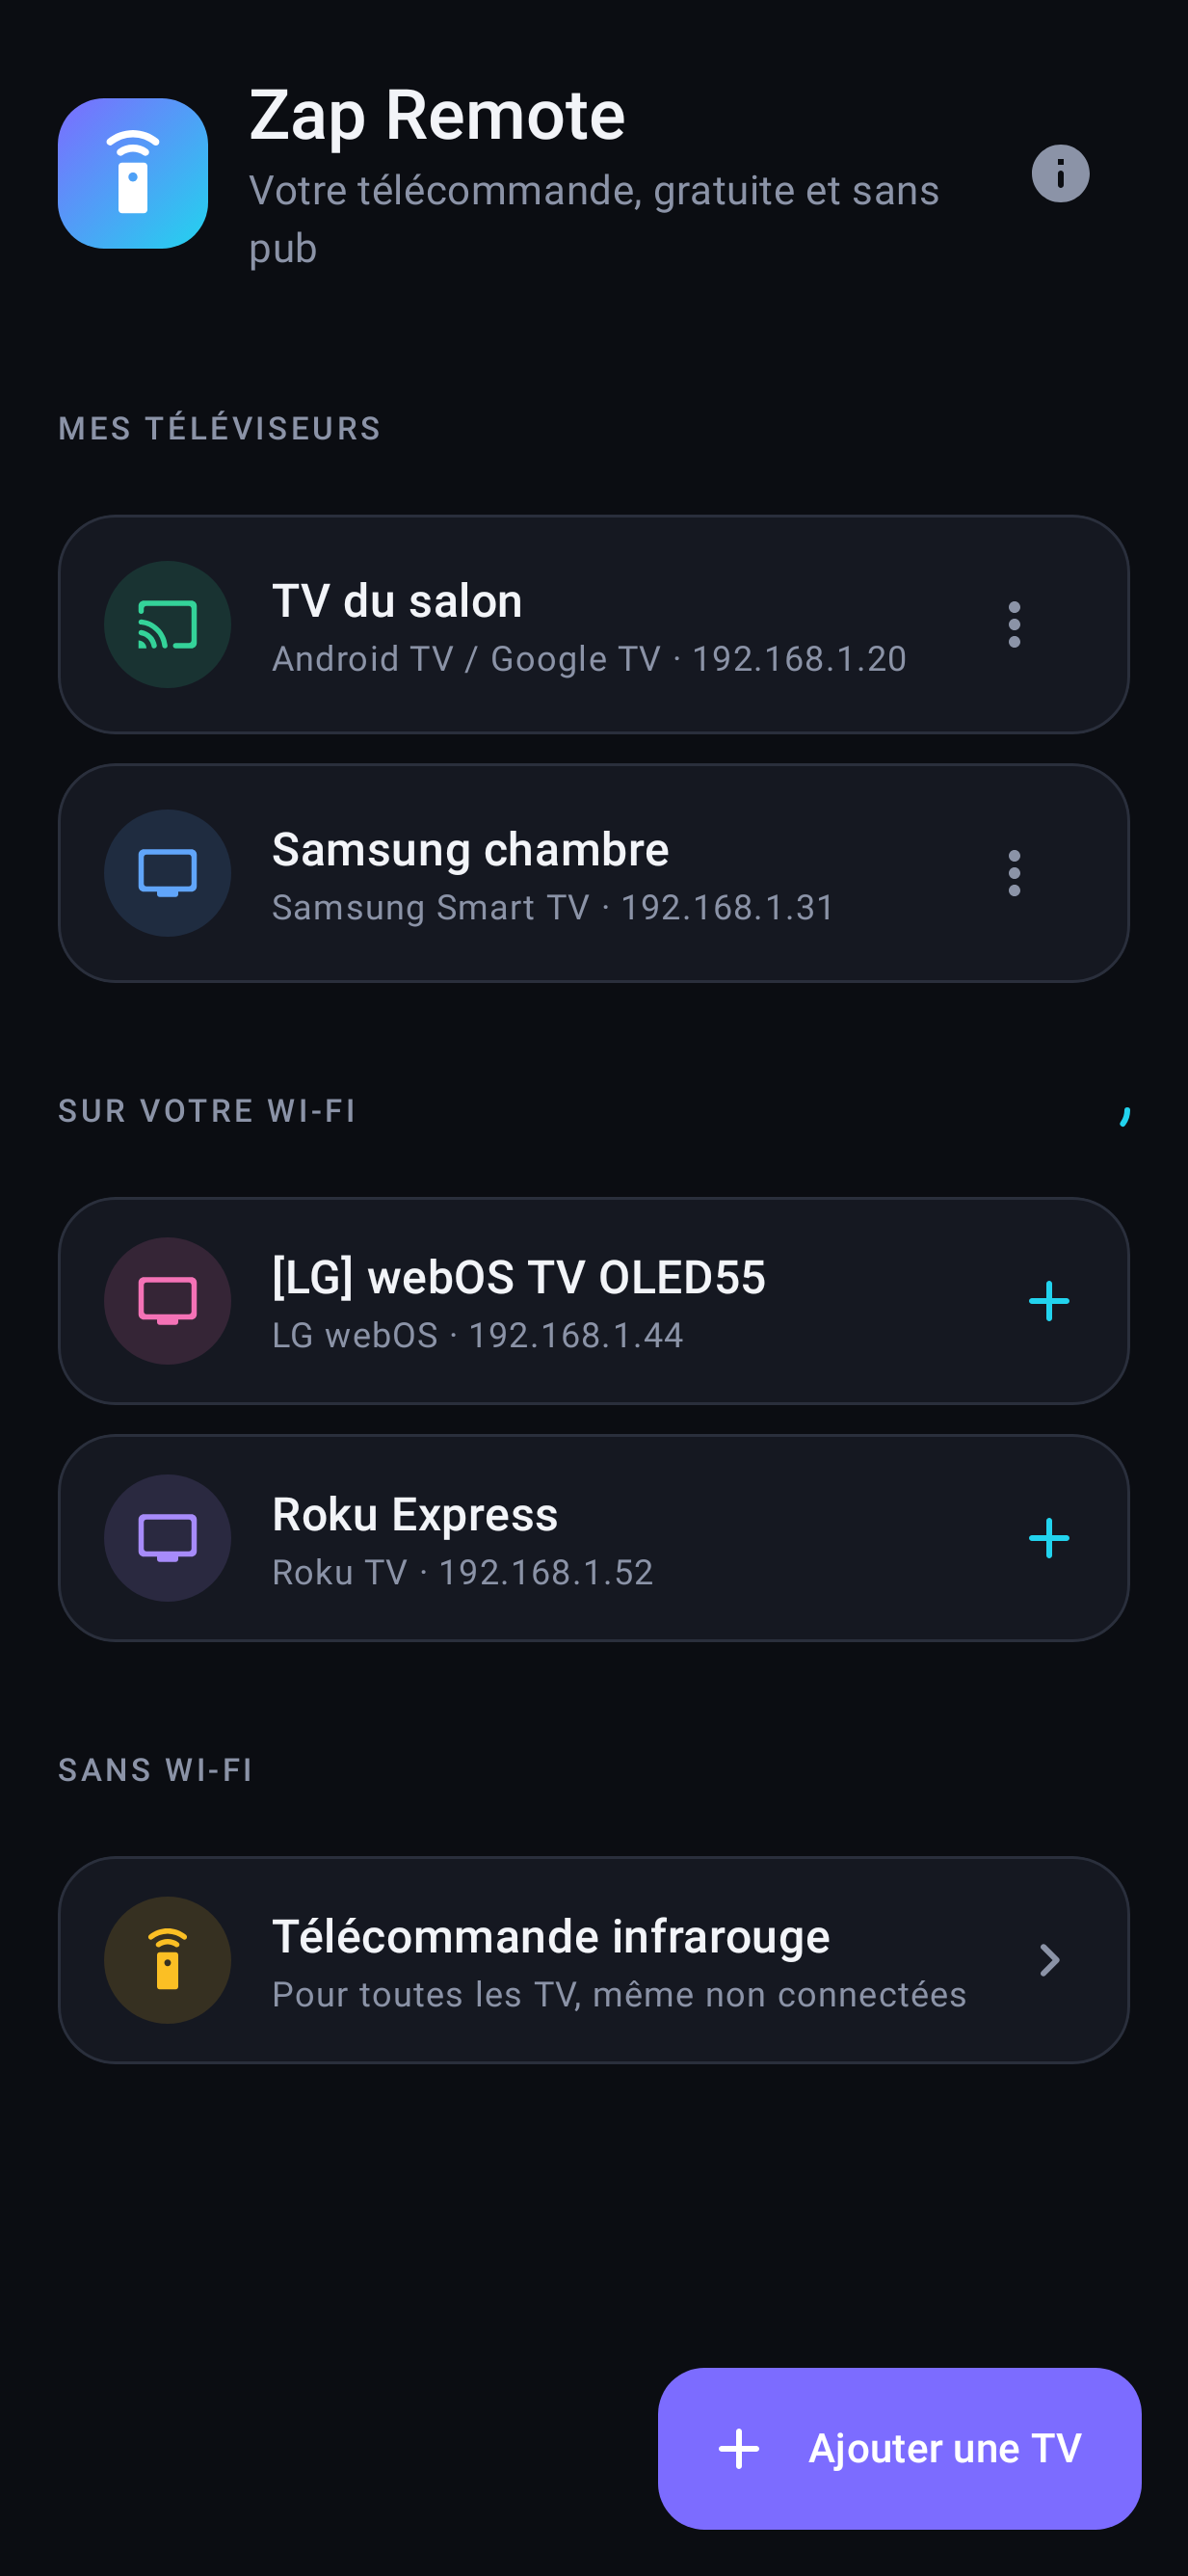 Zap Remote
Votre télécommande, gratuite et sans
pub
MES TÉLÉVISEURS
TV du salon
Android TV / Google TV · 192.168.1.20
Samsung chambre
Samsung Smart TV · 192.168.1.31
SUR VOTRE WI-FI
[LG] webOS TV OLED55
LG webOS · 192.168.1.44
Roku Express
Roku TV · 192.168.1.52
SANS WI-FI
Télécommande infrarouge
Pour toutes les TV, même non connectées
Ajouter une TV